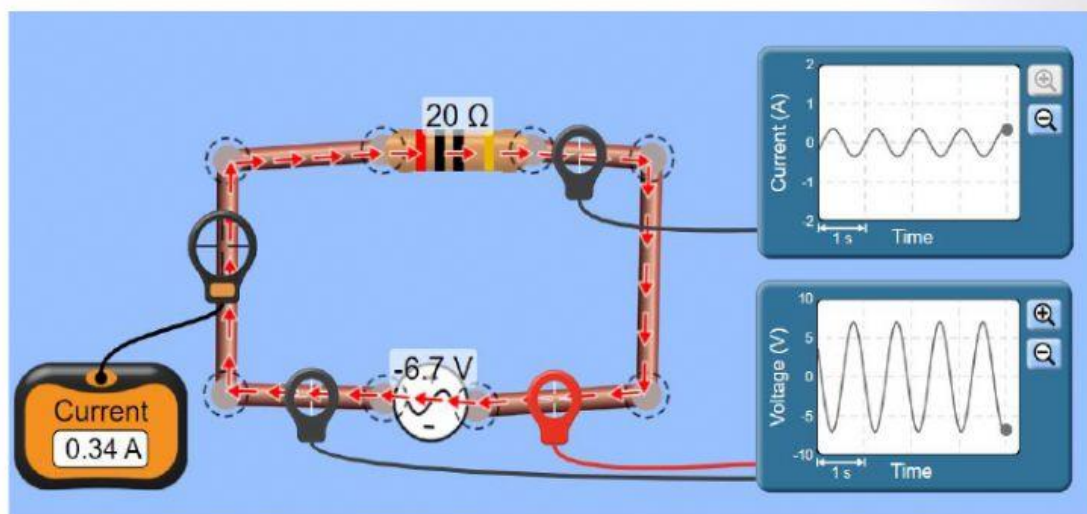 20 Ω
-6.7 V
Current
0.34 A
Current (A)
2
1
0
-1
-2
1 s
Time
Voltage (V)
10
5
0
-5
-10
1 s
Time